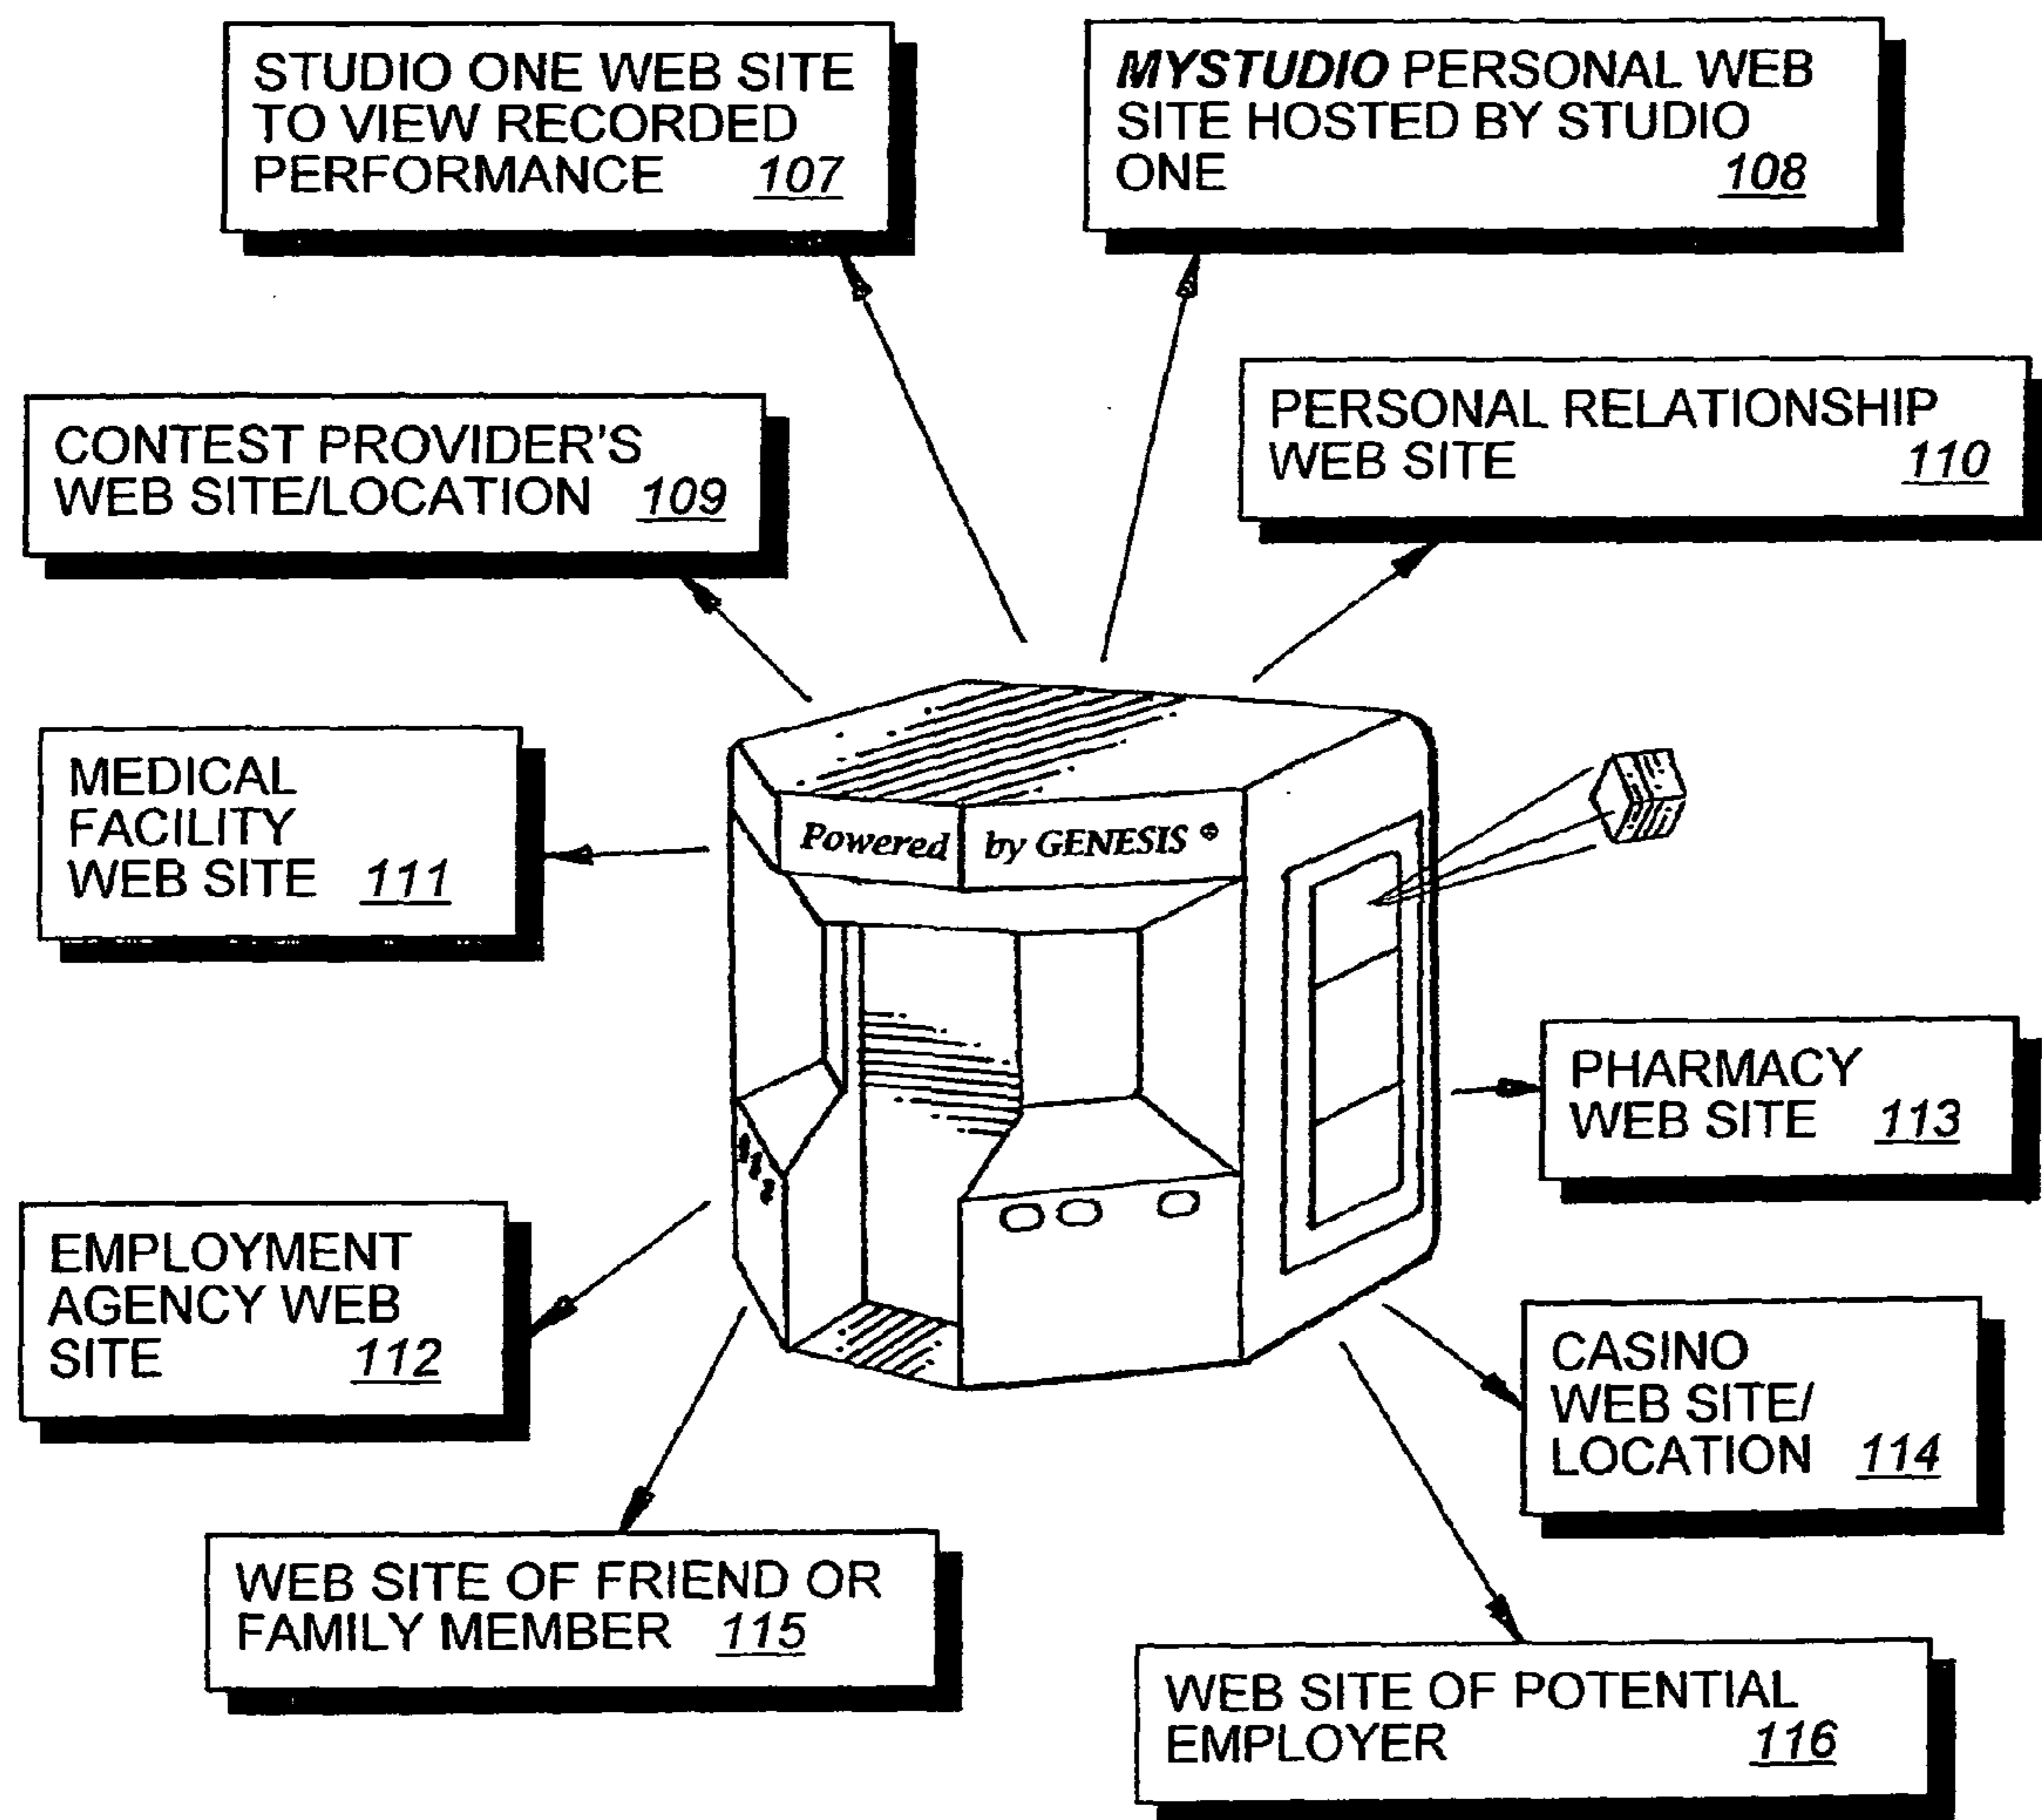 STUDIO ONE WEB SITE
TO VIEW RECORDED
PERFORMANCE 107
MYSTUDIO PERSONAL WEB
SITE HOSTED BY STUDIO
ONE 108
CONTEST PROVIDER'S
WEB SITE/LOCATION 109
PERSONAL RELATIONSHIP
WEB SITE 110
MEDICAL
FACILITY
WEB SITE 111
Powered by GENESIS ®
PHARMACY
WEB SITE 113
EMPLOYMENT
AGENCY WEB
SITE 112
CASINO
WEB SITE/
LOCATION 114
WEB SITE OF FRIEND OR
FAMILY MEMBER 115
WEB SITE OF POTENTIAL
EMPLOYER 116